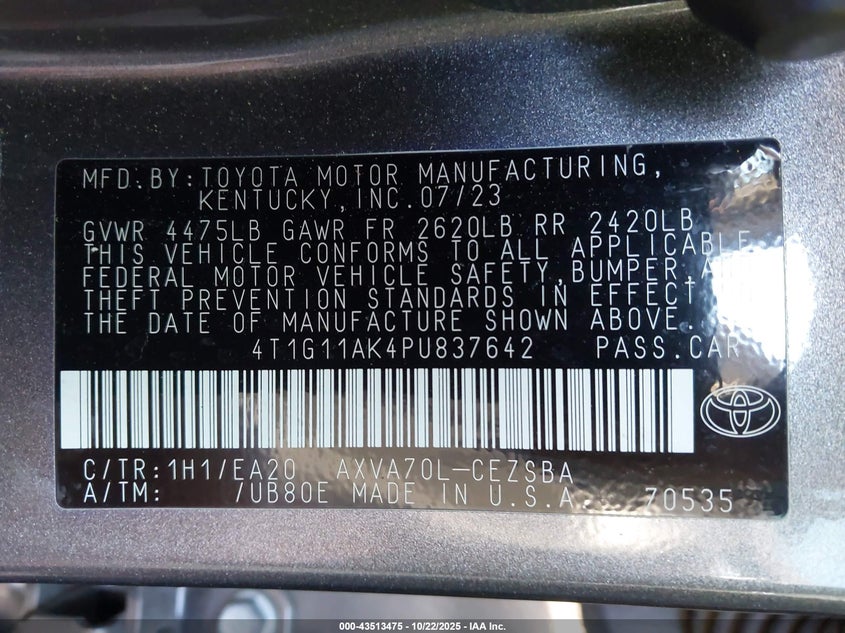 MFD.BY:TOYOTA MOTOR MANUFACTURING,
KENTUCKY,INC.07/23
GVWR 4475LB GAWR FR 2620LB RR 2420LB
THIS VEHICLE CONFORMS TO ALL APPLICABLE
FEDERAL MOTOR VEHICLE SAFETY,BUMPER,
THEFT PREVENTION STANDARDS IN EFFECT
THE DATE OF MANUFACTURE SHOWN ABOVE.
4T1G11AK4PU837642 PASS.CAR
C/TR:1H1/EA20 AXVA70L-CEZSBA
A/TM: /UB80E MADE IN U.S.A. 70535
000-43513475 - 10/22/2025 - IAA Inc.